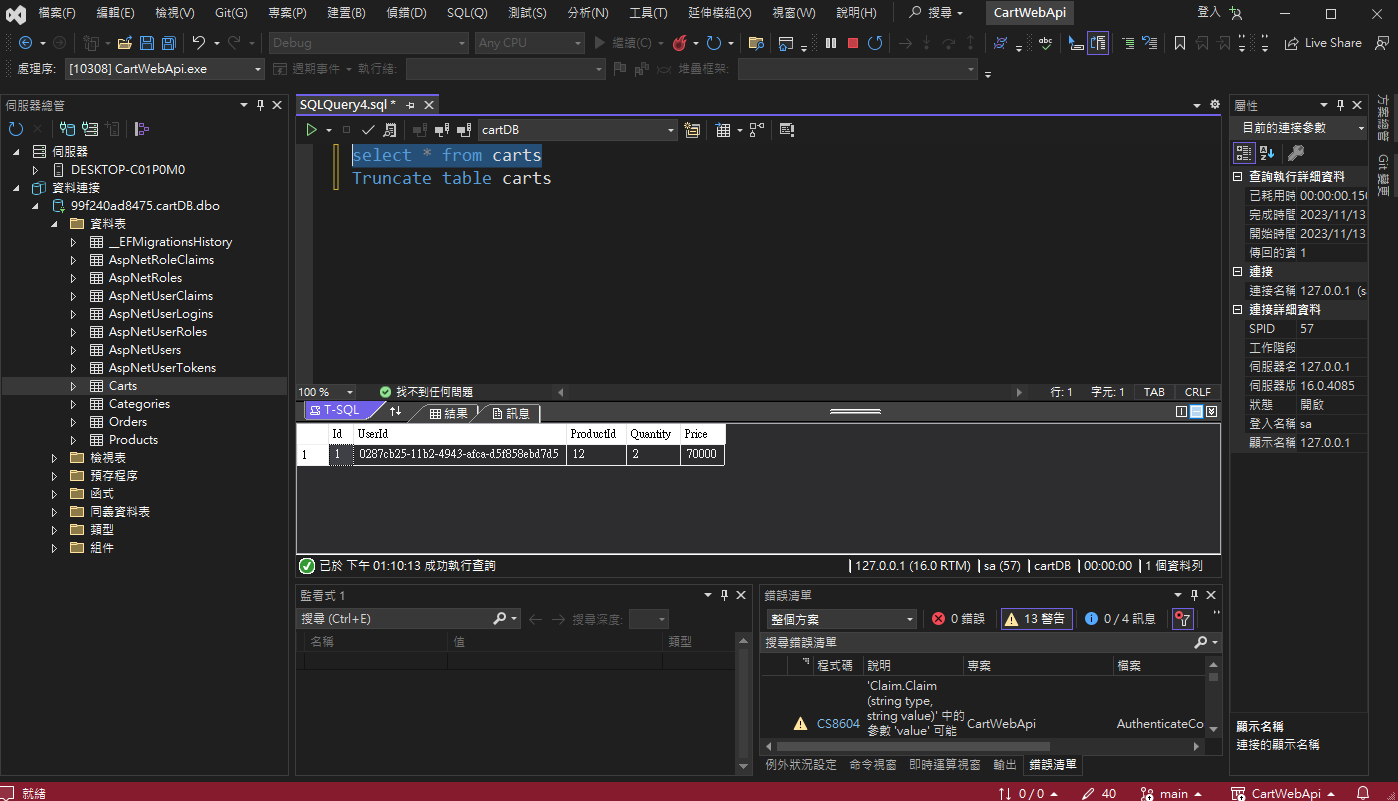 檔案(F) 編輯(E) 檢視(V) Git(G) 專案(P) 建置(B) 偵錯(D) SQL(Q) 測試(S) 分析(N) 工具(T) 延伸模組(X) 視窗(W) 說明(H) 搜尋 CartWebApi 登入
Debug Any CPU 繼續(C) Live Share
處理序: [10308] CartWebApi.exe 週期事件 執行緒: 堆疊框架:
伺服器總管
伺服器
DESKTOP-C01P0M0
資料連接
99f240ad8475.cartDB.dbo
資料表
__EFMigrationsHistory
AspNetRoleClaims
AspNetRoles
AspNetUserClaims
AspNetUserLogins
AspNetUserRoles
AspNetUsers
AspNetUserTokens
Carts
Categories
Orders
Products
檢視表
預存程序
函式
同義資料表
類型
組件
SQLQuery4.sql *
cartDB
select * from carts
Truncate table carts
100 % 找不到任何問題 行: 1 字元: 1 TAB CRLF
T-SQL 結果 訊息
Id UserId ProductId Quantity Price
1 1 0287cb25-11b2-4943-afca-d5f858ebd7d5 12 2 70000
已於 下午 01:10:13 成功執行查詢 127.0.0.1 (16.0 RTM) sa (57) cartDB 00:00:00 1 個資料列
監看式 1
搜尋 (Ctrl+E) 搜尋深度:
名稱 值 類型
錯誤清單
整個方案 0 錯誤 13 警告 0 / 4 訊息
搜尋錯誤清單
程式碼 說明 專案 檔案
'Claim.Claim
(string type,
string value)' 中的
CS8604 CartWebApi AuthenticateCo
參數 'value' 可能
例外狀況設定 命令視窗 即時運算視窗 輸出 錯誤清單
屬性
目前的連接參數
查詢執行詳細資料
已耗用時 00:00:00.150
完成時間 2023/11/13
開始時間 2023/11/13
傳回的資 1
連接
連接名稱 127.0.0.1 (s
連接詳細資料
SPID 57
工作階段
伺服器名 127.0.0.1
伺服器版 16.0.4085
狀態 開啟
登入名稱 sa
顯示名稱 127.0.0.1
顯示名稱
連接的顯示名稱
方案總管
Git 變更
就緒 0 / 0 40 main CartWebApi